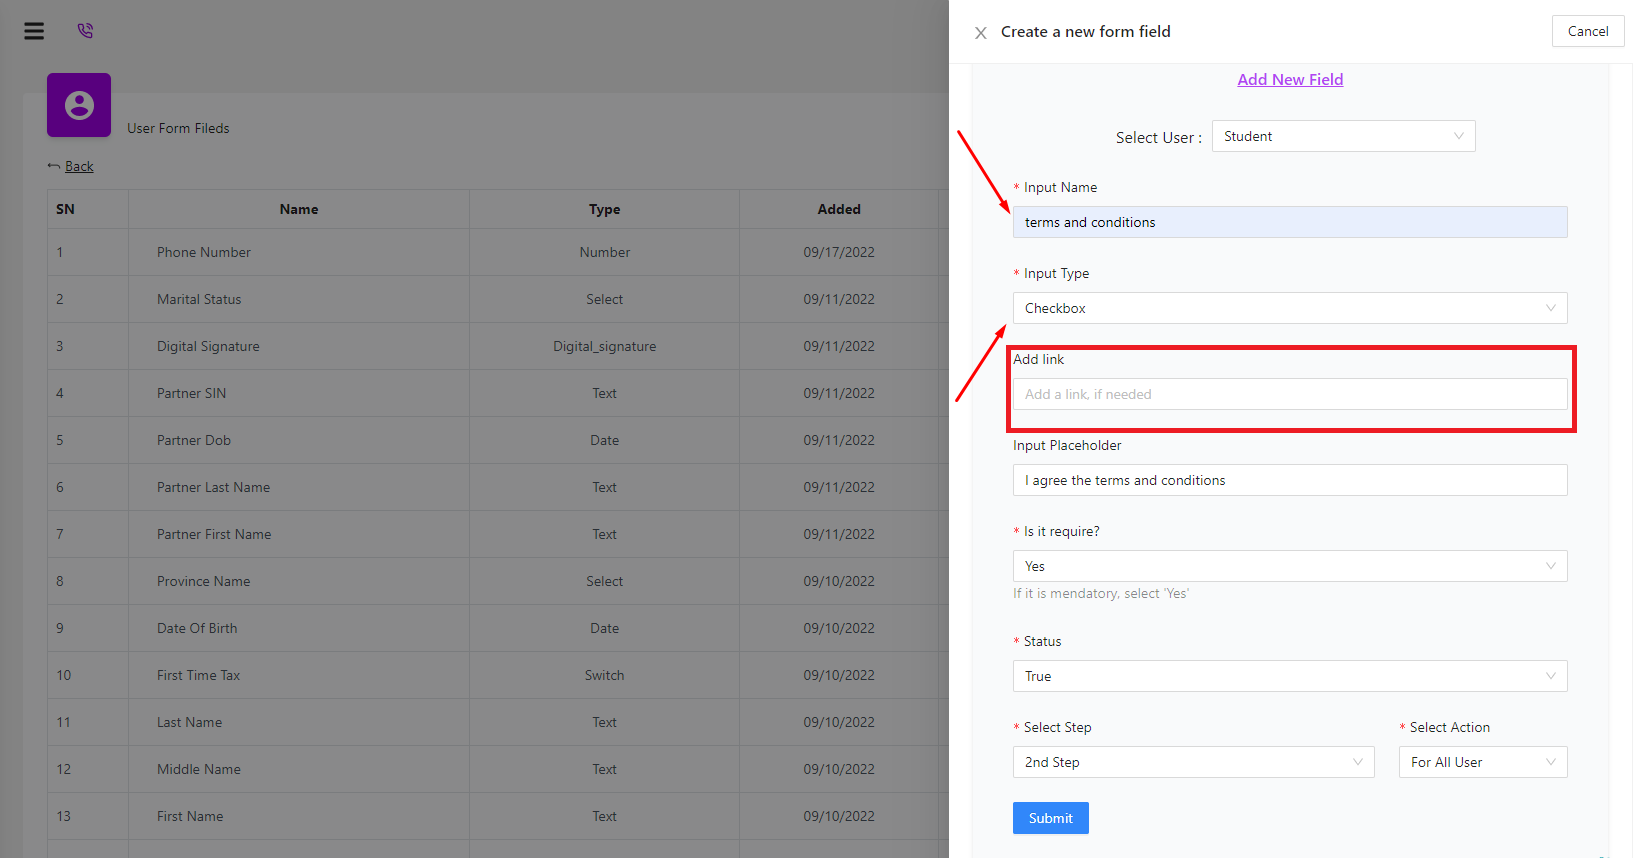 Create a new form field
Cancel
User Form Fileds
Back
SN Name Type Added
1 Phone Number Number 09/17/2022
2 Marital Status Select 09/11/2022
3 Digital Signature Digital_signature 09/11/2022
4 Partner SIN Text 09/11/2022
5 Partner Dob Date 09/11/2022
6 Partner Last Name Text 09/11/2022
7 Partner First Name Text 09/11/2022
8 Province Name Select 09/10/2022
9 Date Of Birth Date 09/10/2022
10 First Time Tax Switch 09/10/2022
11 Last Name Text 09/10/2022
12 Middle Name Text 09/10/2022
13 First Name Text 09/10/2022
Add New Field
Select User : Student
* Input Name
terms and conditions
* Input Type
Checkbox
Add link
Add a link, if needed
Input Placeholder
I agree the terms and conditions
* Is it require?
Yes
If it is mendatory, select 'Yes'
* Status
True
* Select Step * Select Action
2nd Step For All User
Submit